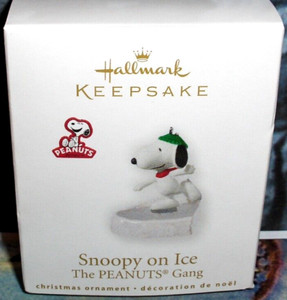 Hallmark
KEEPSAKE
PEANUTS
Snoopy on Ice
The PEANUTS® Gang
christmas ornament • décoration de noël